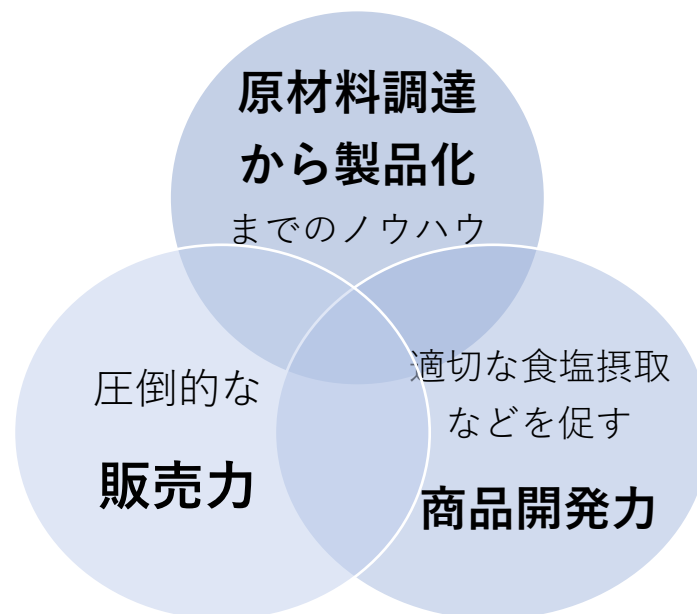 原材料調達
から製品化
までのノウハウ
圧倒的な
販売力
適切な食塩摂取
などを促す
商品開発力